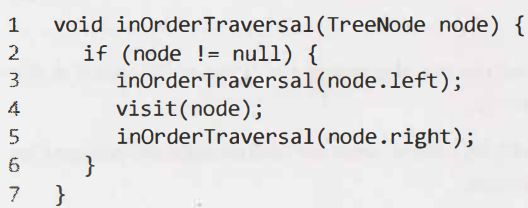 1 void inOrderTraversal(TreeNode node) {
2   if (node != null) {
3     inOrderTraversal(node.left);
4     visit(node);
5     inOrderTraversal(node.right);
6   }
7 }